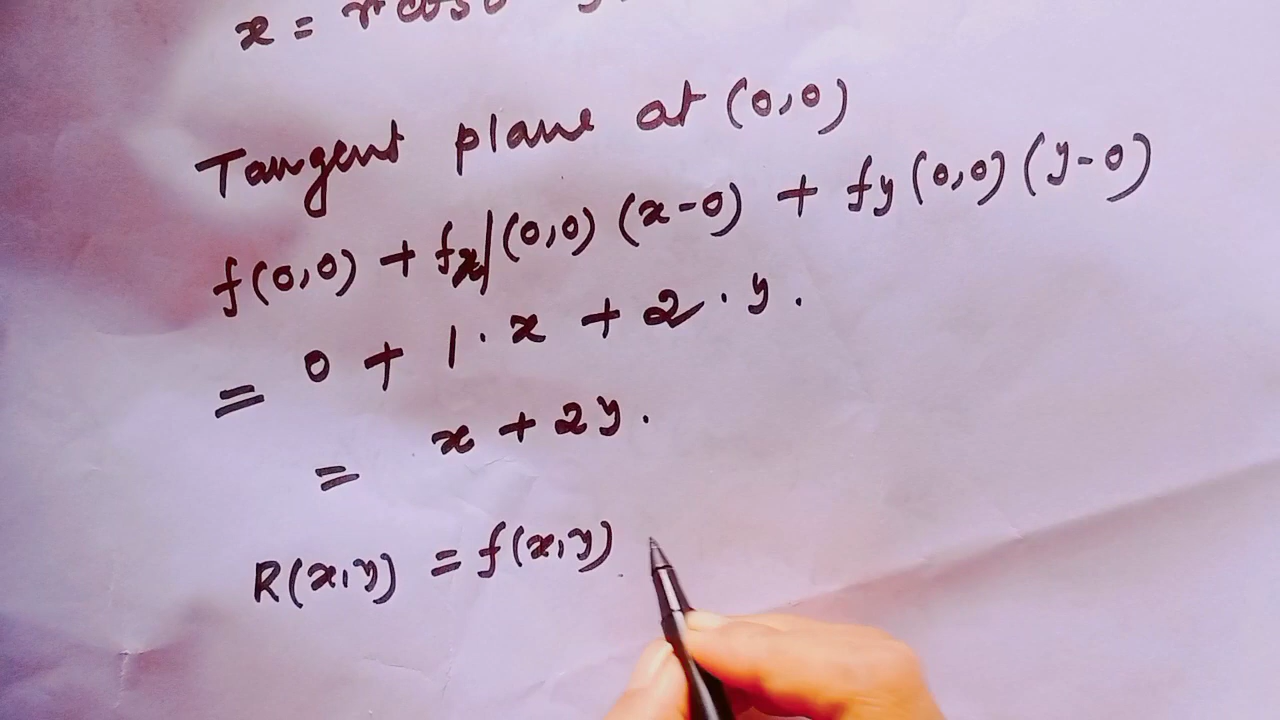 x = r cosθ
Tangent plane at (0,0)
f(0,0) + fx|(0,0) (x-0) + fy(0,0)(y-0)
= 0 + 1·x + 2·y.
= x + 2y.
R(x,y) = f(x,y)